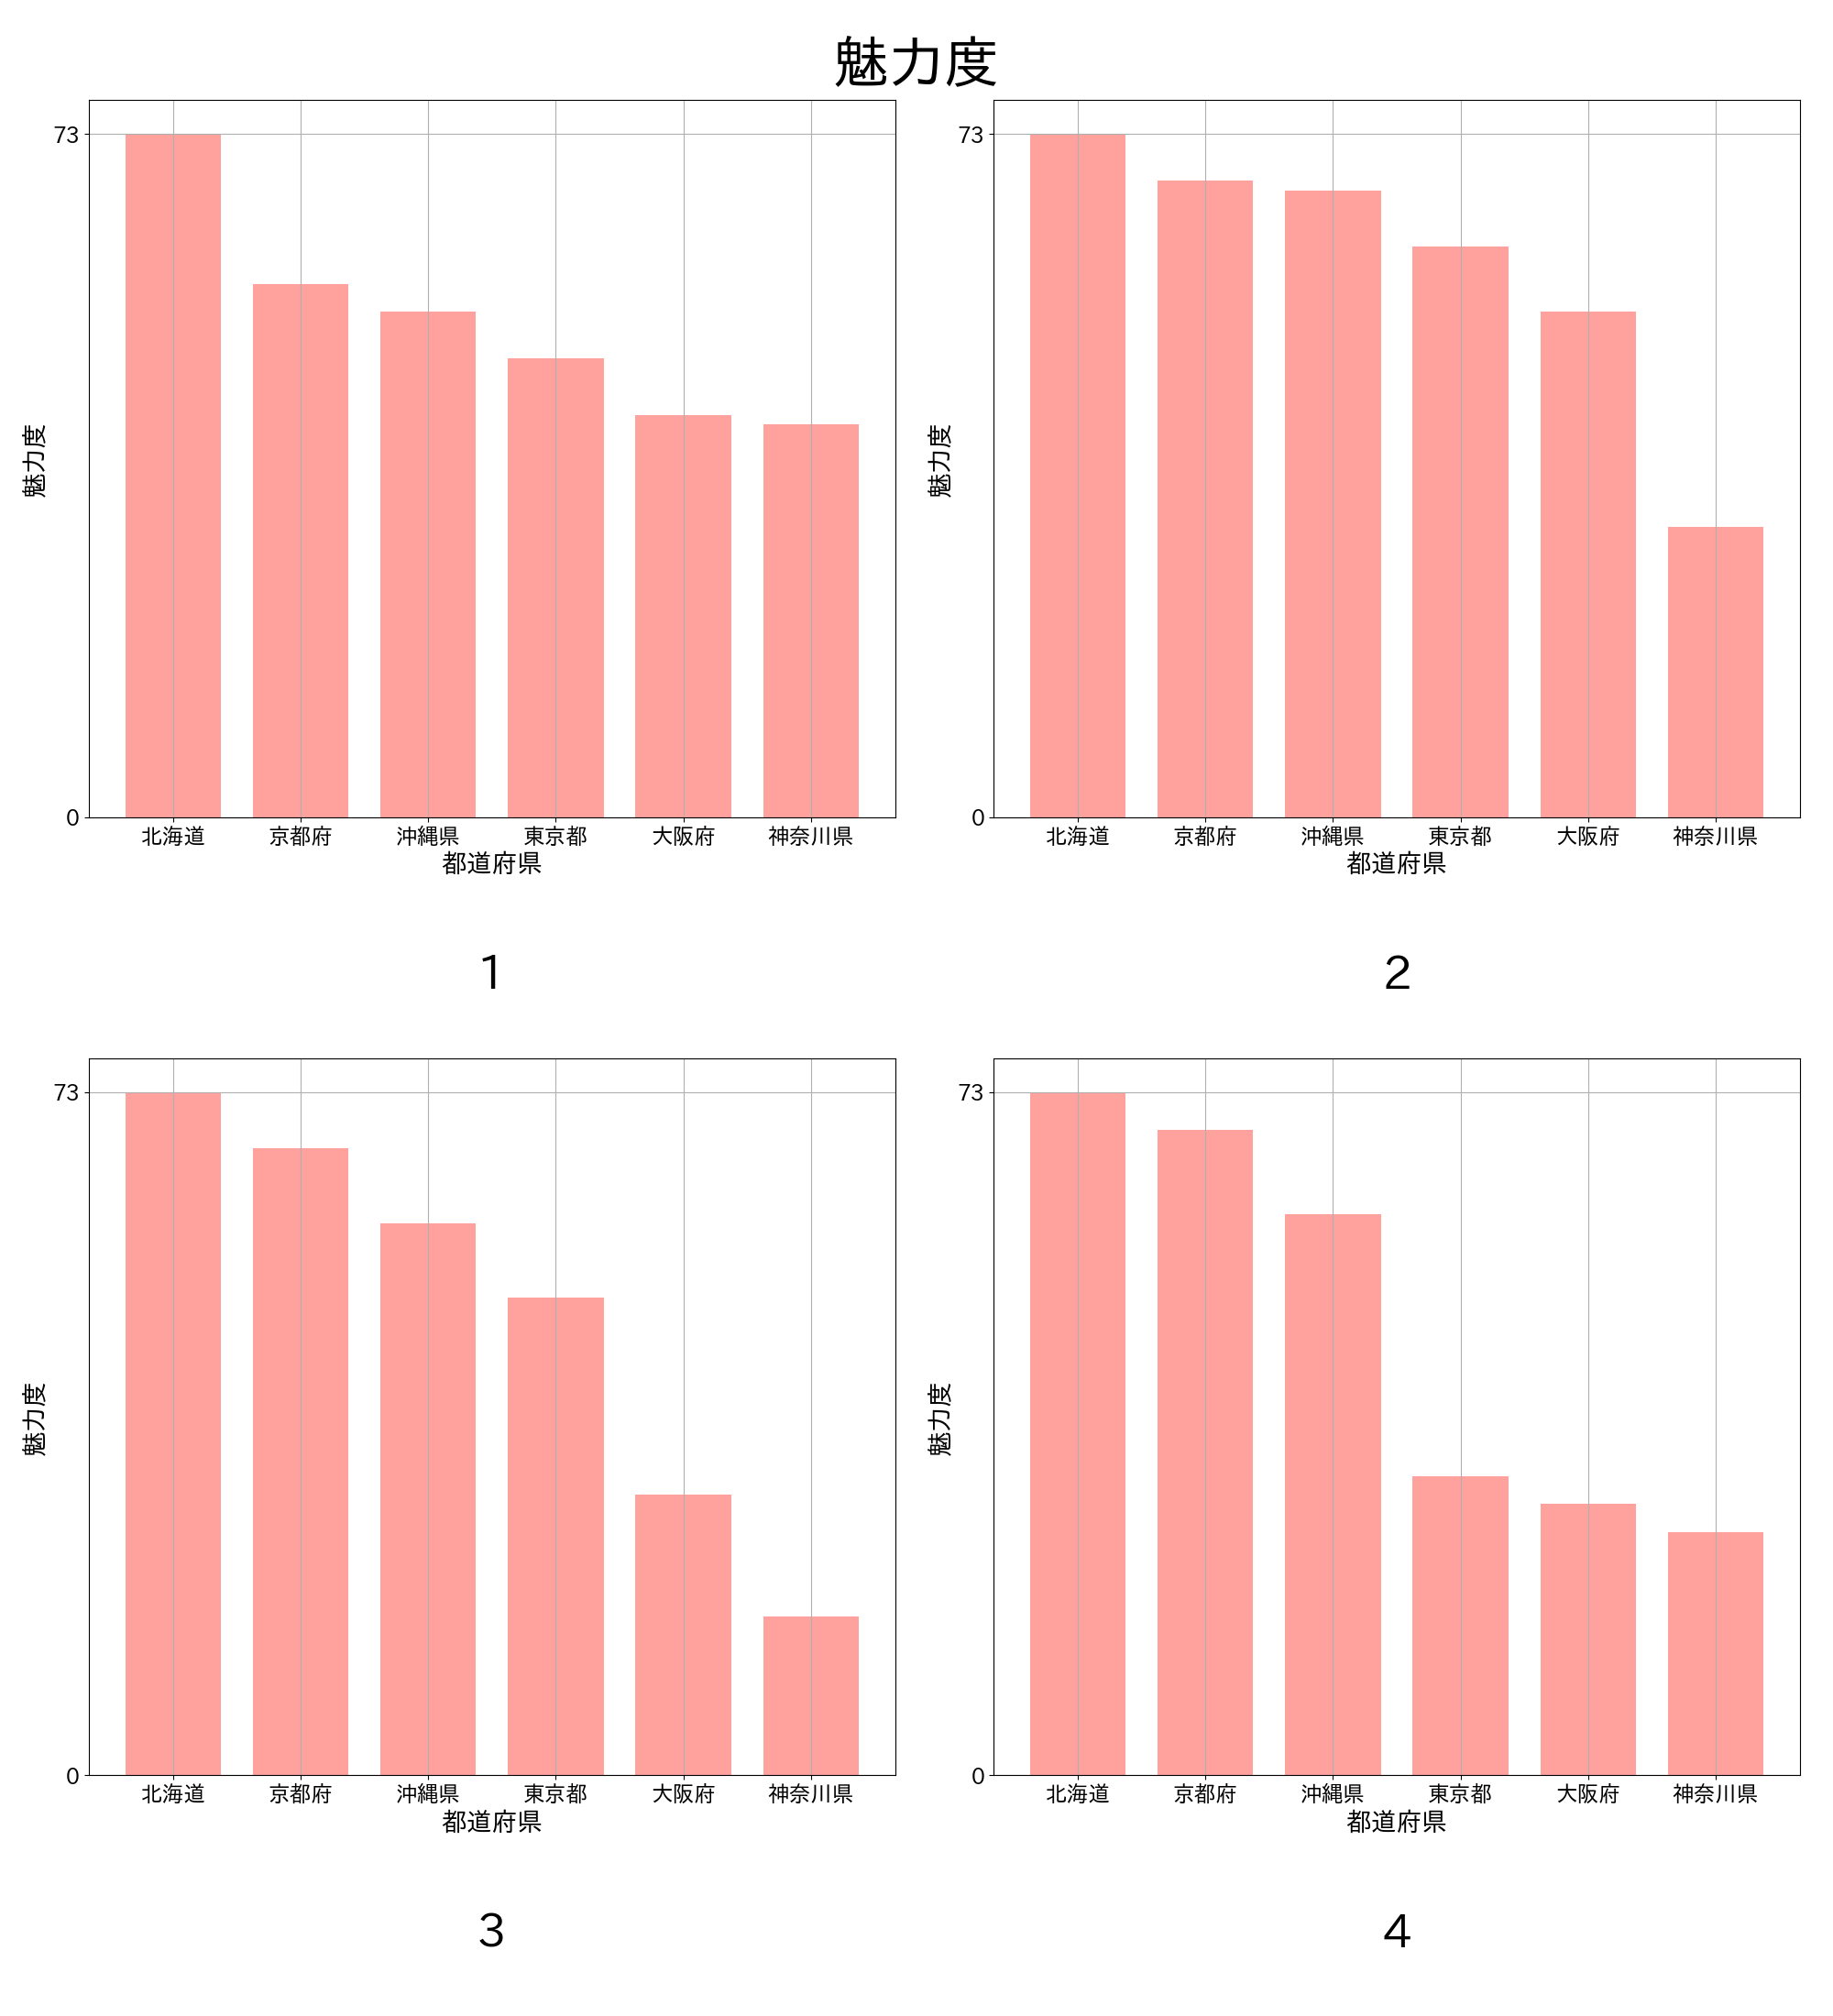 魅力度
73
0
魅力度
北海道 京都府 沖縄県 東京都 大阪府 神奈川県
都道府県
1
73
0
魅力度
北海道 京都府 沖縄県 東京都 大阪府 神奈川県
都道府県
2
73
0
魅力度
北海道 京都府 沖縄県 東京都 大阪府 神奈川県
都道府県
3
73
0
魅力度
北海道 京都府 沖縄県 東京都 大阪府 神奈川県
都道府県
4